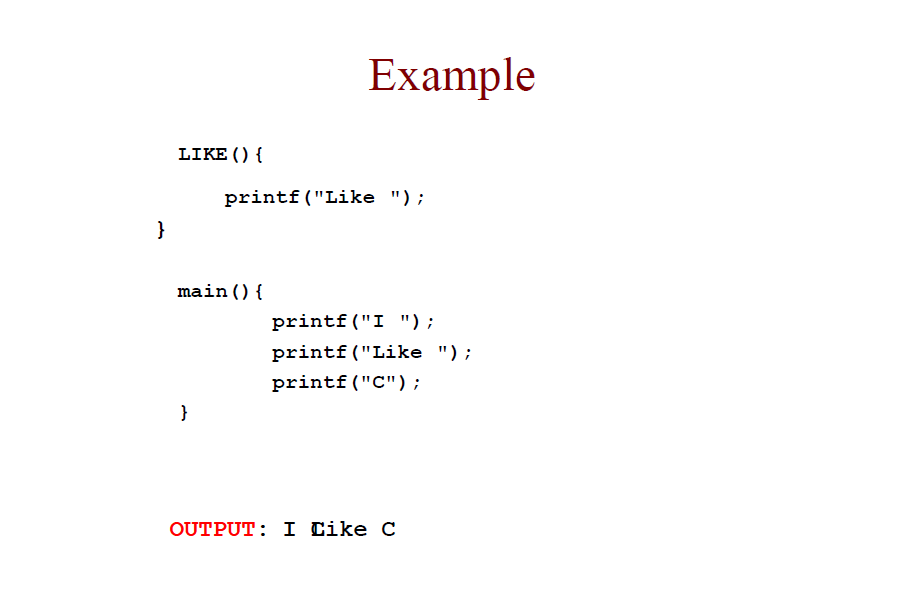 Example
LIKE(){
printf("Like ");
}
main(){
printf("I ");
printf("Like ");
printf("C");
}
OUTPUT: I Like C